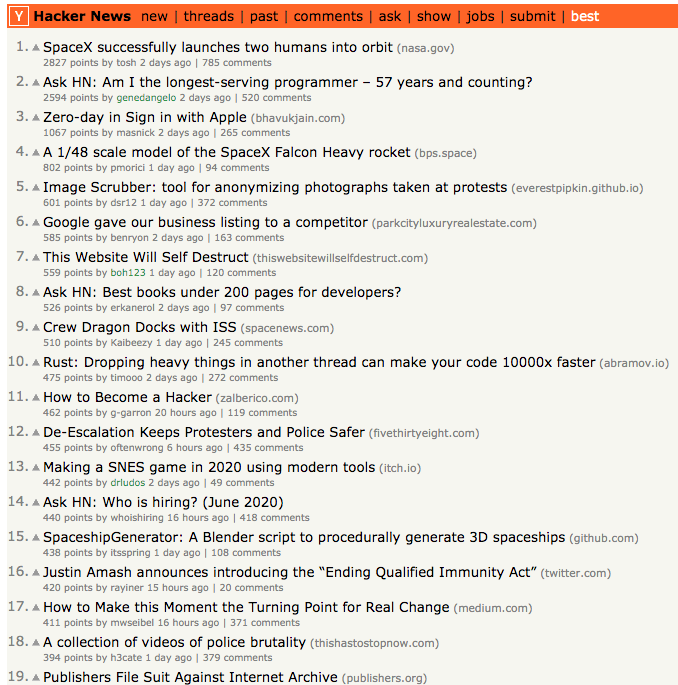 Y Hacker News new | threads | past | comments | ask | show | jobs | submit | best
1. SpaceX successfully launches two humans into orbit (nasa.gov)
2827 points by tosh 2 days ago | 785 comments
2. Ask HN: Am I the longest-serving programmer – 57 years and counting?
2594 points by genedangelo 2 days ago | 520 comments
3. Zero-day in Sign in with Apple (bhavukjain.com)
1067 points by masnick 2 days ago | 265 comments
4. A 1/48 scale model of the SpaceX Falcon Heavy rocket (bps.space)
802 points by pmorici 1 day ago | 94 comments
5. Image Scrubber: tool for anonymizing photographs taken at protests (everestpipkin.github.io)
601 points by dsr12 1 day ago | 372 comments
6. Google gave our business listing to a competitor (parkcityluxuryrealestate.com)
585 points by benryon 2 days ago | 163 comments
7. This Website Will Self Destruct (thiswebsitewillselfdestruct.com)
559 points by boh123 1 day ago | 120 comments
8. Ask HN: Best books under 200 pages for developers?
526 points by erkanerol 2 days ago | 97 comments
9. Crew Dragon Docks with ISS (spacenews.com)
510 points by Kaibeezy 1 day ago | 245 comments
10. Rust: Dropping heavy things in another thread can make your code 10000x faster (abramov.io)
475 points by timooo 2 days ago | 272 comments
11. How to Become a Hacker (zalberico.com)
462 points by g-garron 20 hours ago | 119 comments
12. De-Escalation Keeps Protesters and Police Safer (fivethirtyeight.com)
455 points by oftenwrong 6 hours ago | 435 comments
13. Making a SNES game in 2020 using modern tools (itch.io)
442 points by drludos 2 days ago | 49 comments
14. Ask HN: Who is hiring? (June 2020)
440 points by whoishiring 16 hours ago | 418 comments
15. SpaceshipGenerator: A Blender script to procedurally generate 3D spaceships (github.com)
438 points by itsspring 1 day ago | 108 comments
16. Justin Amash announces introducing the “Ending Qualified Immunity Act” (twitter.com)
420 points by rayiner 15 hours ago | 20 comments
17. How to Make this Moment the Turning Point for Real Change (medium.com)
411 points by mwseibel 16 hours ago | 371 comments
18. A collection of videos of police brutality (thishastostopnow.com)
394 points by h3cate 1 day ago | 379 comments
19. Publishers File Suit Against Internet Archive (publishers.org)